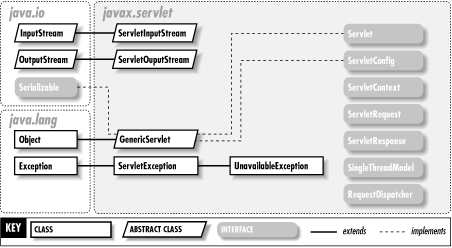 java.io
InputStream
OutputStream
Serializable
java.lang
Object
Exception
javax.servlet
ServletInputStream
ServletOuputStream
GenericServlet
ServletException
UnavailableException
Servlet
ServletConfig
ServletContext
ServletRequest
ServletResponse
SingleThreadModel
RequestDispatcher
KEY
CLASS
ABSTRACT CLASS
INTERFACE
extends
implements